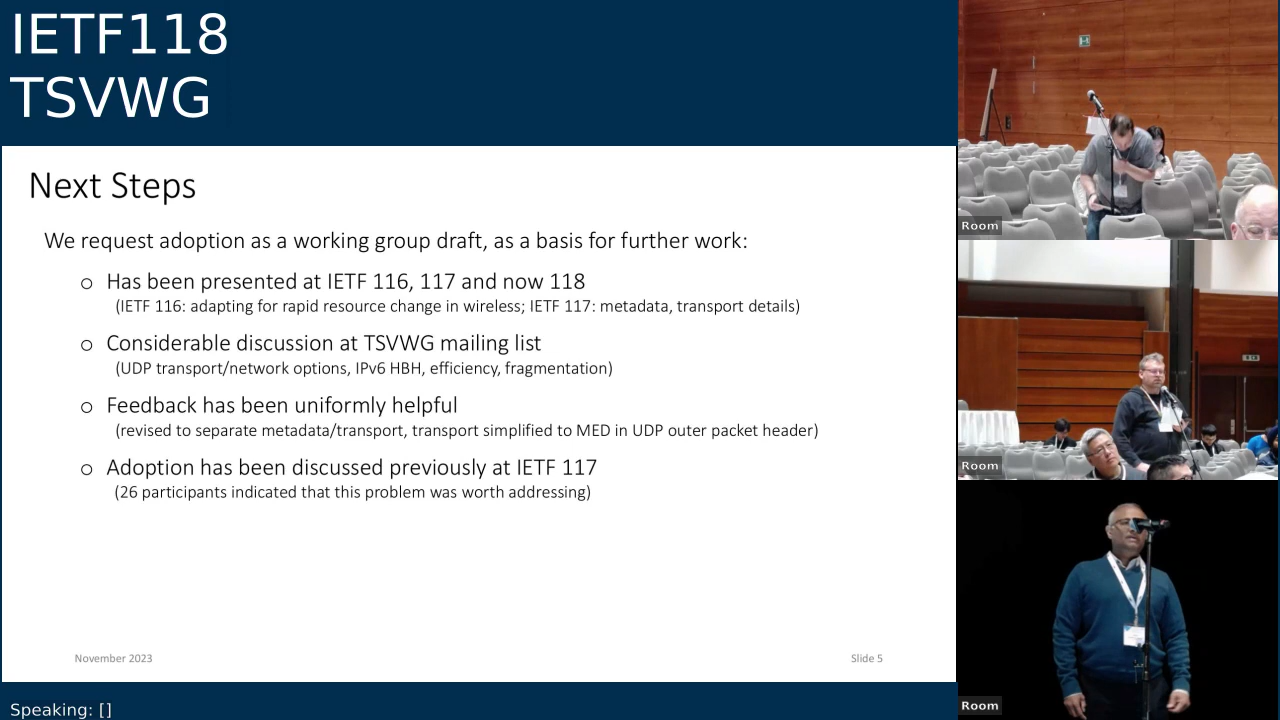 IETF118
TSVWG
Next Steps
We request adoption as a working group draft, as a basis for further work:
o Has been presented at IETF 116, 117 and now 118
(IETF 116: adapting for rapid resource change in wireless; IETF 117: metadata, transport details)
o Considerable discussion at TSVWG mailing list
(UDP transport/network options, IPv6 HBH, efficiency, fragmentation)
o Feedback has been uniformly helpful
(revised to separate metadata/transport, transport simplified to MED in UDP outer packet header)
o Adoption has been discussed previously at IETF 117
(26 participants indicated that this problem was worth addressing)
November 2023
Slide 5
Speaking: []
Room
Room
Room